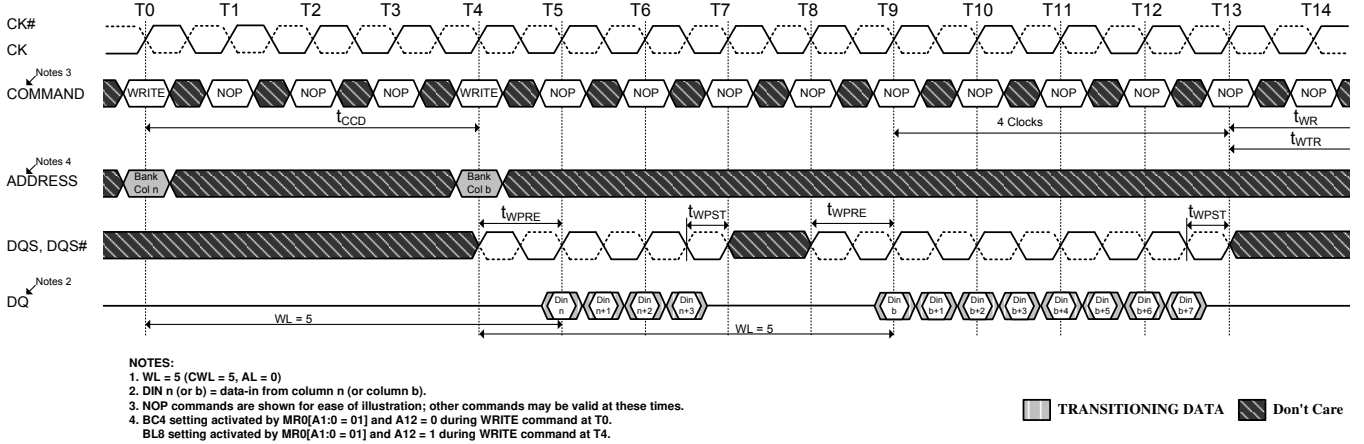 T0 T1 T2 T3 T4 T5 T6 T7 T8 T9 T10 T11 T12 T13 T14
CK#
CK
Notes 3
COMMAND
WRITE NOP NOP NOP WRITE NOP NOP NOP NOP NOP NOP NOP NOP NOP NOP
tCCD
4 Clocks
tWR
tWTR
Notes 4
ADDRESS
Bank Bank
Col n Col b
tWPRE tWPST tWPRE tWPST
DQS, DQS#
Notes 2
DQ
Din Din Din Din Din Din Din Din Din Din Din Din
n n+1 n+2 n+3 b b+1 b+2 b+3 b+4 b+5 b+6 b+7
WL = 5
WL = 5
NOTES:
1. WL = 5 (CWL = 5, AL = 0)
2. DIN n (or b) = data-in from column n (or column b).
3. NOP commands are shown for ease of illustration; other commands may be valid at these times.
4. BC4 setting activated by MR0[A1:0 = 01] and A12 = 0 during WRITE command at T0.
BL8 setting activated by MR0[A1:0 = 01] and A12 = 1 during WRITE command at T4.
TRANSITIONING DATA Don't Care